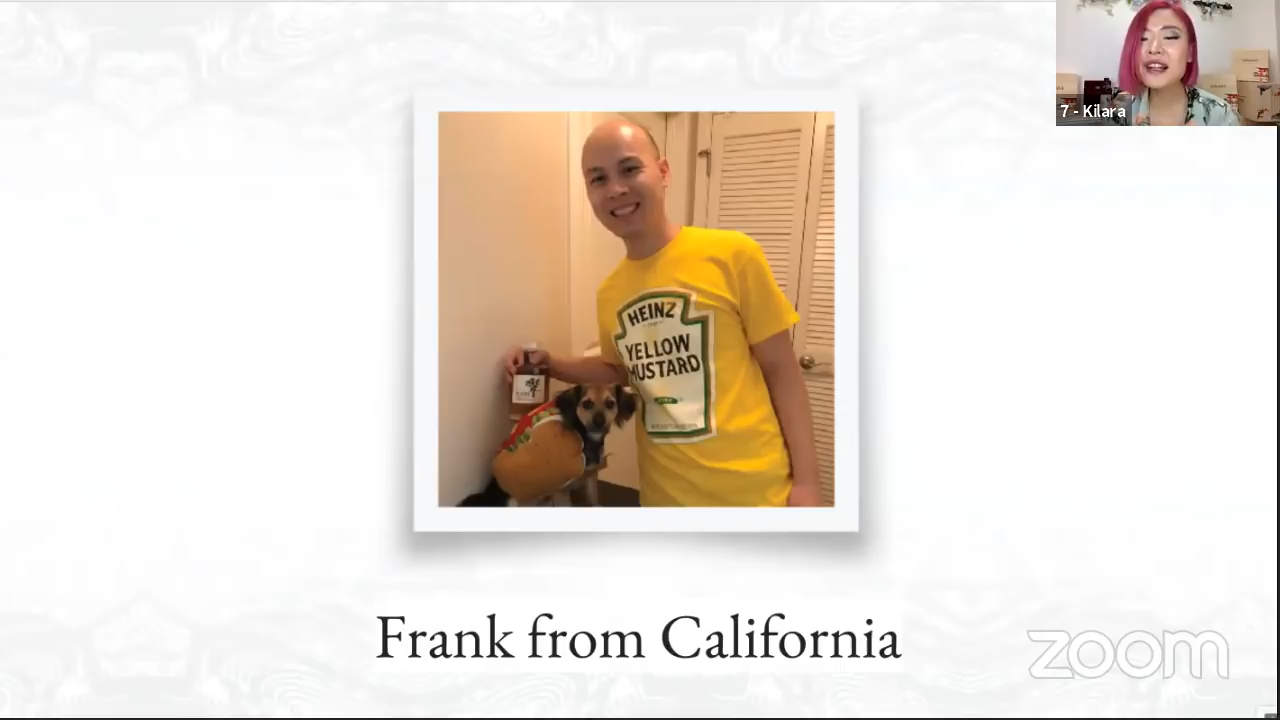 7 - Kilara
HEINZ
YELLOW
MUSTARD
Frank from California
zoom